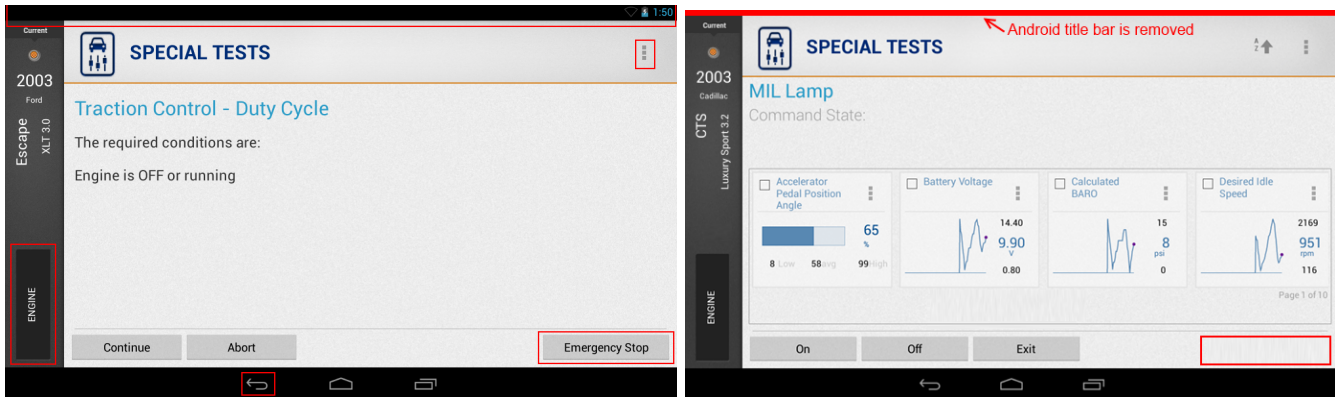 1:50
Current
2003
Ford
Escape
XLT 3.0
ENGINE
SPECIAL TESTS
Traction Control - Duty Cycle
The required conditions are:
Engine is OFF or running
Continue
Abort
Emergency Stop
Android title bar is removed
Current
2003
Cadillac
CTS
Luxury Sport 3.2
ENGINE
SPECIAL TESTS
A
Z
MIL Lamp
Command State:
Accelerator
Pedal Position
Angle
65
%
8 Low 58avg 99High
Battery Voltage
14.40
9.90
V
0.80
Calculated
BARO
15
8
psi
0
Desired Idle
Speed
2169
951
rpm
116
Page 1 of 10
On
Off
Exit